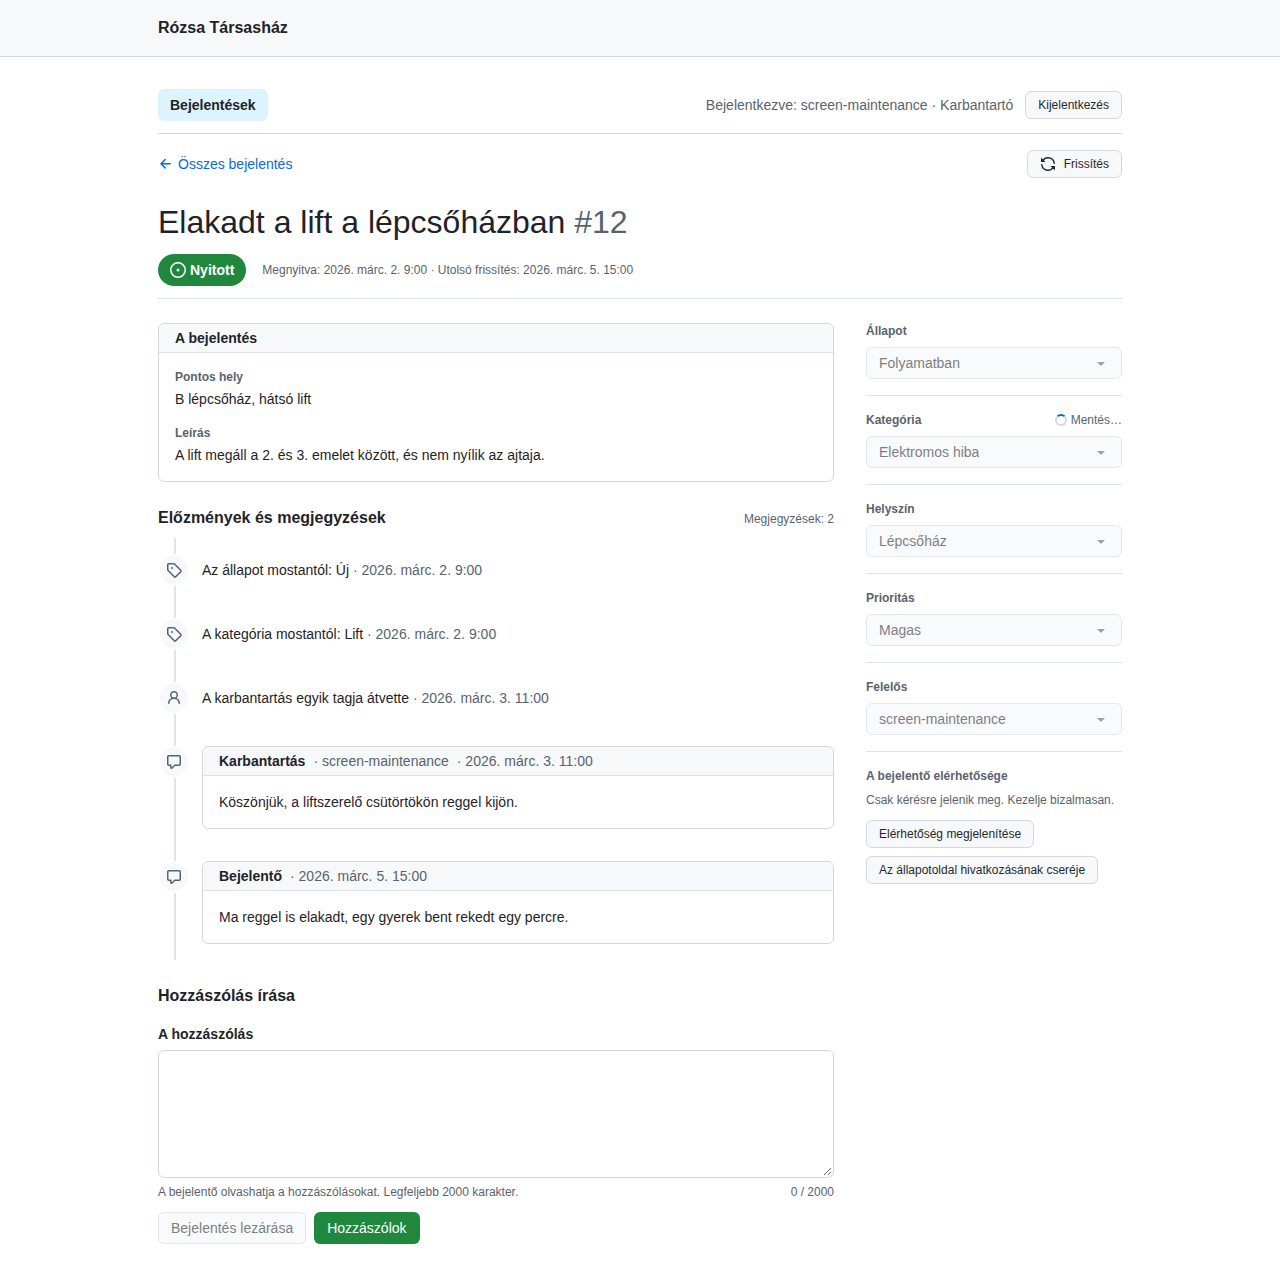 Rózsa Társasház
Bejelentések
Bejelentkezve: screen-maintenance · Karbantartó
Kijelentkezés
Összes bejelentés
Frissítés
Elakadt a lift a lépcsőházban #12
Nyitott
Megnyitva: 2026. márc. 2. 9:00 · Utolsó frissítés: 2026. márc. 5. 15:00
A bejelentés
Pontos hely
B lépcsőház, hátsó lift
Leírás
A lift megáll a 2. és 3. emelet között, és nem nyílik az ajtaja.
Előzmények és megjegyzések
Megjegyzések: 2
Az állapot mostantól: Új · 2026. márc. 2. 9:00
A kategória mostantól: Lift · 2026. márc. 2. 9:00
A karbantartás egyik tagja átvette · 2026. márc. 3. 11:00
Karbantartás · screen-maintenance · 2026. márc. 3. 11:00
Köszönjük, a liftszerelő csütörtökön reggel kijön.
Bejelentő · 2026. márc. 5. 15:00
Ma reggel is elakadt, egy gyerek bent rekedt egy percre.
Hozzászólás írása
A hozzászólás
A bejelentő olvashatja a hozzászólásokat. Legfeljebb 2000 karakter.
0 / 2000
Bejelentés lezárása
Hozzászólok
Állapot
Folyamatban
Kategória
Mentés…
Elektromos hiba
Helyszín
Lépcsőház
Prioritás
Magas
Felelős
screen-maintenance
A bejelentő elérhetősége
Csak kérésre jelenik meg. Kezelje bizalmasan.
Elérhetőség megjelenítése
Az állapotoldal hivatkozásának cseréje